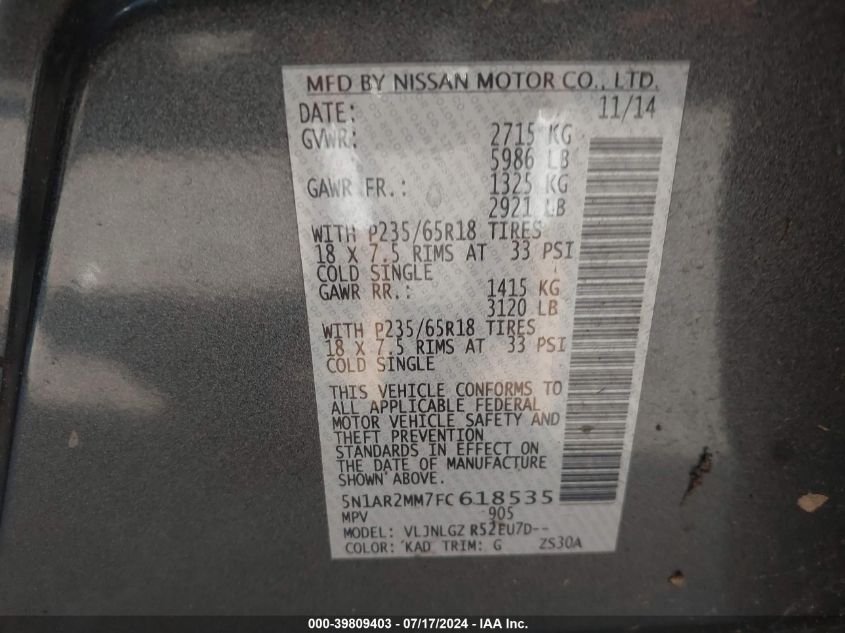 MFD BY NISSAN MOTOR CO., LTD.
DATE: 11/14
GVWR: 2715 KG
5986 LB
GAWR FR.: 1325 KG
2921 LB
WITH P235/65R18 TIRES
18 X 7.5 RIMS AT 33 PSI
COLD SINGLE
GAWR RR.: 1415 KG
3120 LB
WITH P235/65R18 TIRES
18 X 7.5 RIMS AT 33 PSI
COLD SINGLE
THIS VEHICLE CONFORMS TO
ALL APPLICABLE FEDERAL
MOTOR VEHICLE SAFETY AND
THEFT PREVENTION
STANDARDS IN EFFECT ON
THE DATE OF MANUFACTURE
SHOWN ABOVE.
5N1AR2MM7FC618535
MPV 905
MODEL: VLJNLGZ R52EU7D--
COLOR: KAD TRIM: G ZS30A
000-39809403 - 07/17/2024 - IAA Inc.